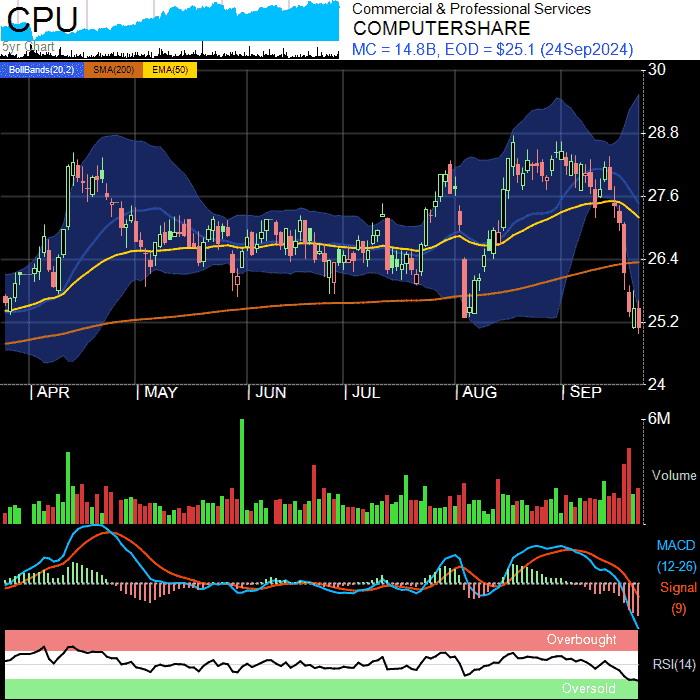 CPU
5yr Chart
Commercial & Professional Services
COMPUTERSHARE
MC = 14.8B, EOD = $25.1 (24Sep2024)
BollBands(20,2) SMA(200) EMA(50)
30
28.8
27.6
26.4
25.2
24
APR MAY JUN JUL AUG SEP
6M
Volume
MACD
(12-26)
Signal
(9)
Overbought
RSI(14)
Oversold